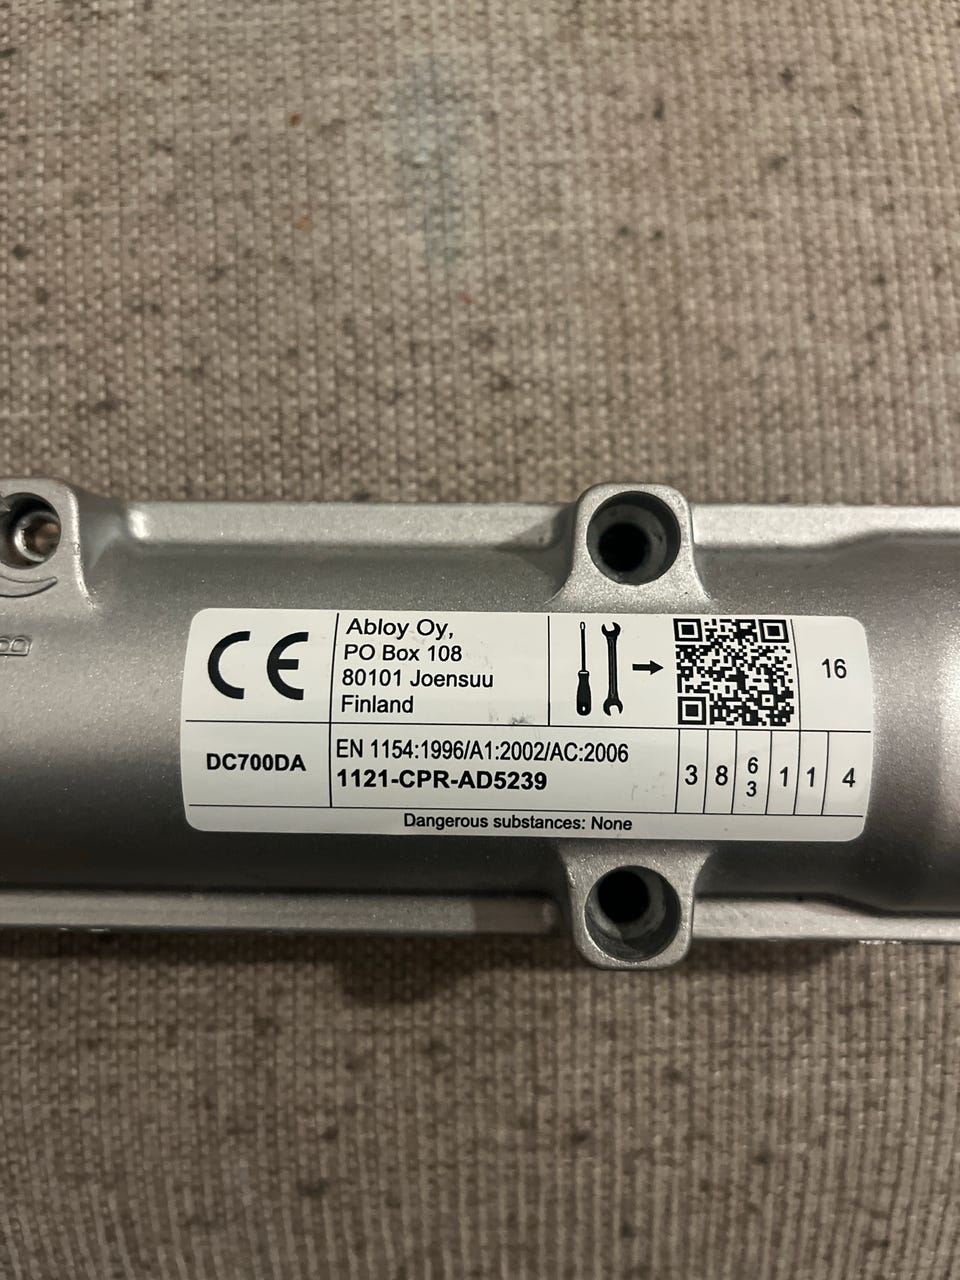 CE
Abloy Oy,
PO Box 108
80101 Joensuu
Finland
16
DC700DA
EN 1154:1996/A1:2002/AC:2006
1121-CPR-AD5239
3 8 6 3 1 1 4
Dangerous substances: None